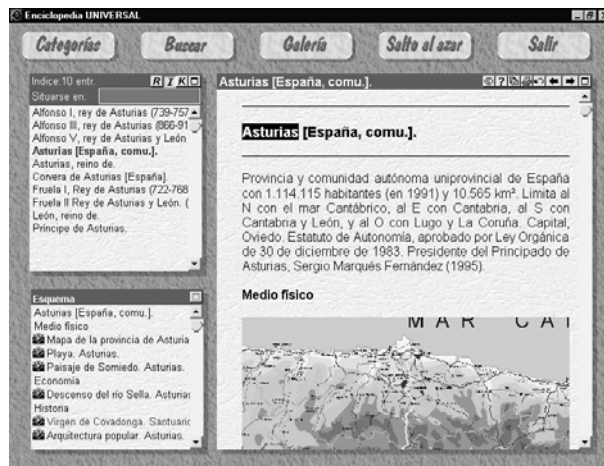 Enciclopedia UNIVERSAL
Categorías
Buscar
Galería
Salto al azar
Salir
Indice:10 entr.
R I K
Situarse en:
Alfonso I, rey de Asturias (739-757
Alfonso III, rey de Asturias (866-91
Alfonso V, rey de Asturias y León
Asturias [España, comu.].
Asturias, reino de.
Corvera de Asturias [España].
Fruela I, Rey de Asturias (722-768
Fruela II Rey de Asturias y León. (
León, reino de.
Príncipe de Asturias.
Esquema
Asturias [España, comu.].
Medio físico
Mapa de la provincia de Asturia
Playa. Asturias.
Paisaje de Somiedo. Asturias.
Economía
Descenso del río Sella. Asturias
Historia
Virgen de Covadonga. Santuaric
Arquitectura popular. Asturias.
Asturias [España, comu.].
Asturias [España, comu.].
Provincia y comunidad autónoma uniprovincial de España
con 1.114.115 habitantes (en 1991) y 10.565 km². Limita al
N con el mar Cantábrico, al E con Cantabria, al S con
Cantabria y León, y al O con Lugo y La Coruña. Capital,
Oviedo. Estatuto de Autonomía, aprobado por Ley Orgánica
de 30 de diciembre de 1983. Presidente del Principado de
Asturias, Sergio Marqués Fernández (1995).
Medio físico
MAR CA